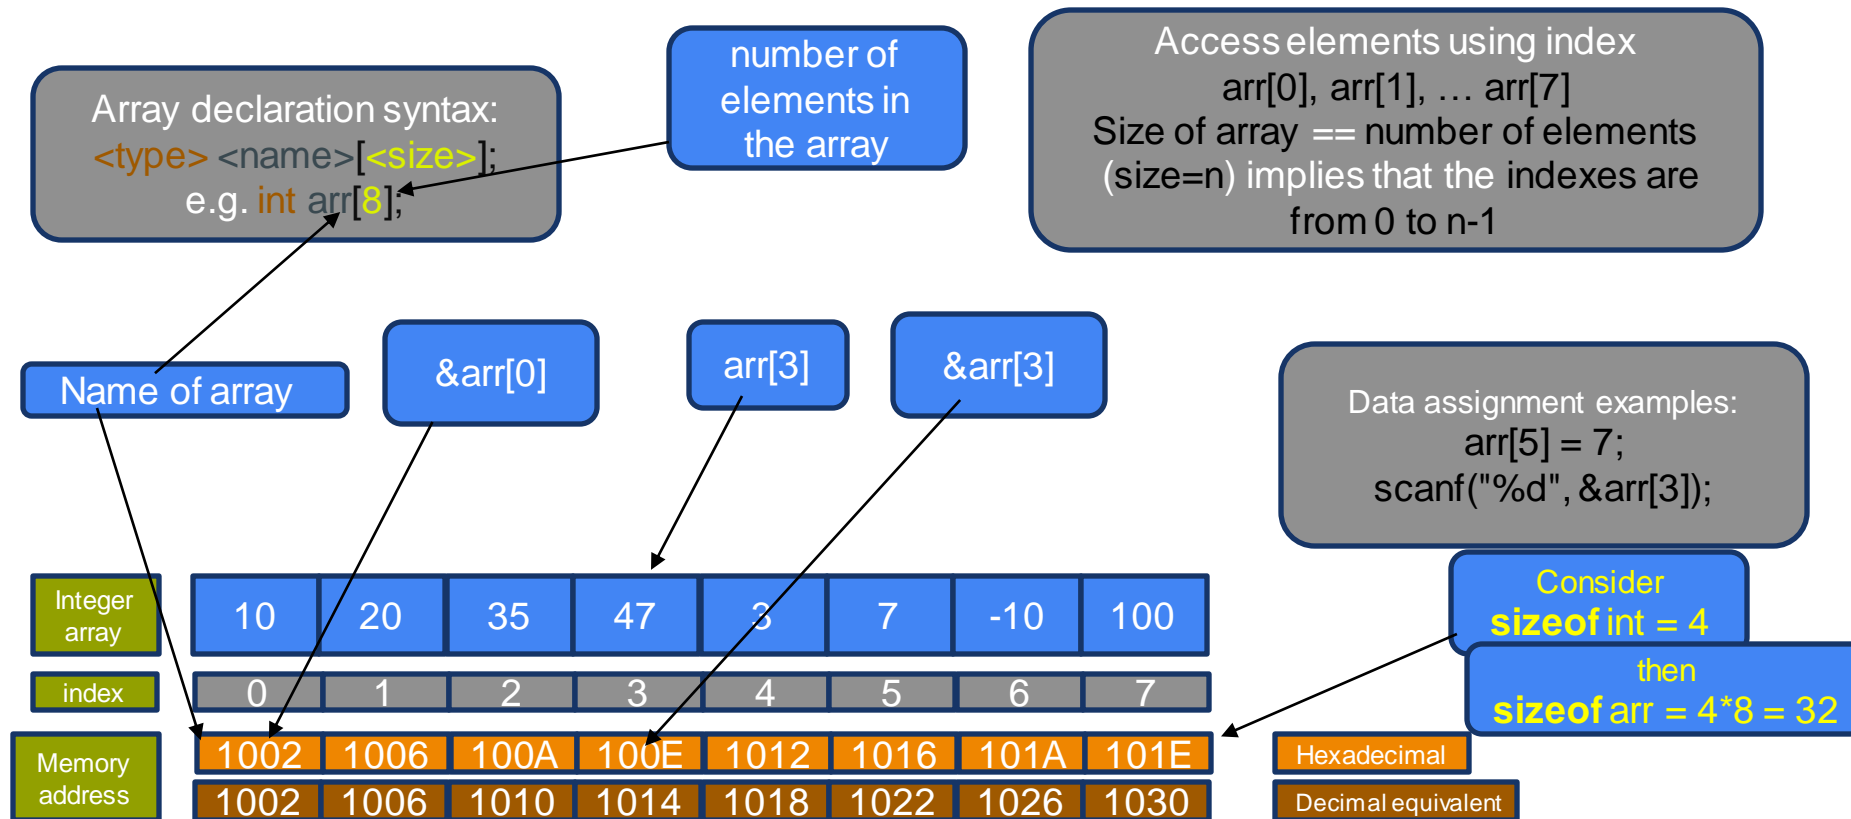 Array declaration syntax:
<type> <name>[<size>];
e.g. int arr[8];
number of
elements in
the array
Access elements using index
arr[0], arr[1], … arr[7]
Size of array == number of elements
(size=n) implies that the indexes are
from 0 to n-1
Name of array
&arr[0]
arr[3]
&arr[3]
Data assignment examples:
arr[5] = 7;
scanf("%d", &arr[3]);
Consider
sizeof int = 4
then
sizeof arr = 4*8 = 32
Integer
array
10 20 35 47 3 7 -10 100
index
0 1 2 3 4 5 6 7
Memory
address
1002 1006 100A 100E 1012 1016 101A 101E
Hexadecimal
1002 1006 1010 1014 1018 1022 1026 1030
Decimal equivalent